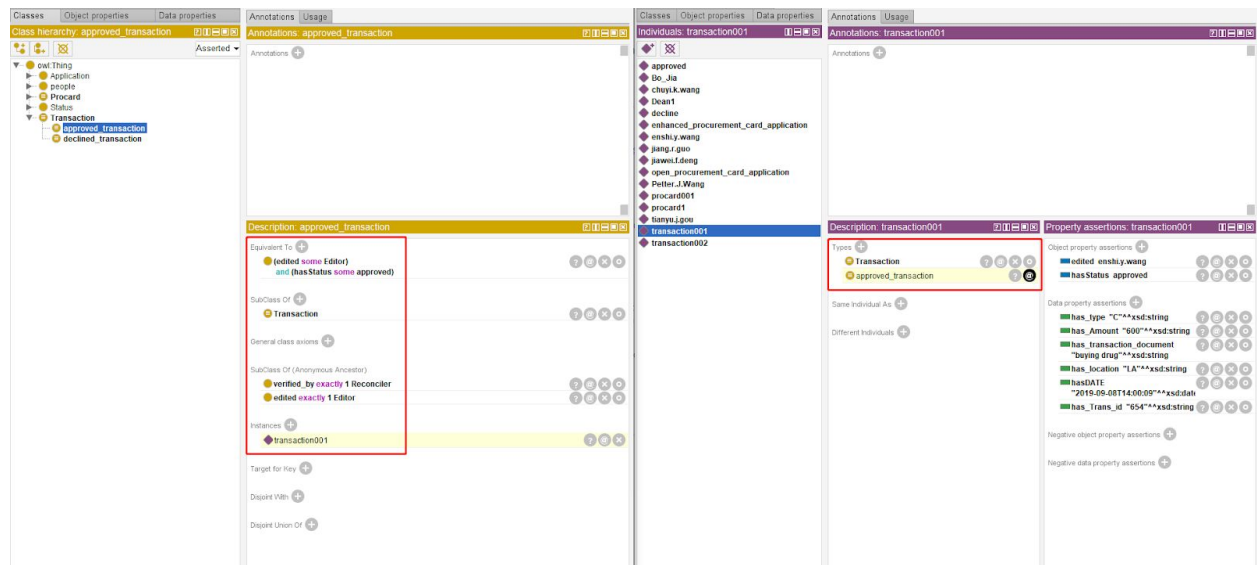 Classes Object properties Data properties
Class hierarchy: approved_transaction
Asserted
owl:Thing
Application
people
Procard
Status
Transaction
approved_transaction
declined_transaction
Annotations Usage
Annotations: approved_transaction
Annotations
Description: approved_transaction
Equivalent To
(edited some Editor)
and (hasStatus some approved)
SubClass Of
Transaction
General class axioms
SubClass Of (Anonymous Ancestor)
verified_by exactly 1 Reconciler
edited exactly 1 Editor
Instances
transaction001
Target for Key
Disjoint With
Disjoint Union Of
Classes Object properties Data properties
Individuals: transaction001
approved
Bo_Jia
chuyi.k.wang
Dean1
decline
enhanced_procurement_card_application
enshi.y.wang
jiang.r.guo
jiawei.f.deng
open_procurement_card_application
Petter.J.Wang
procard001
procard1
tianyu.j.gou
transaction001
transaction002
Annotations Usage
Annotations: transaction001
Annotations
Description: transaction001
Types
Transaction
approved_transaction
Same Individual As
Different Individuals
Property assertions: transaction001
Object property assertions
edited enshi.y.wang
hasStatus approved
Data property assertions
has_type "C"^^xsd:string
has_Amount "600"^^xsd:string
has_transaction_document
"buying drug"^^xsd:string
has_location "LA"^^xsd:string
hasDATE
"2019-09-08T14:00:09"^^xsd:date
has_Trans_id "654"^^xsd:string
Negative object property assertions
Negative data property assertions